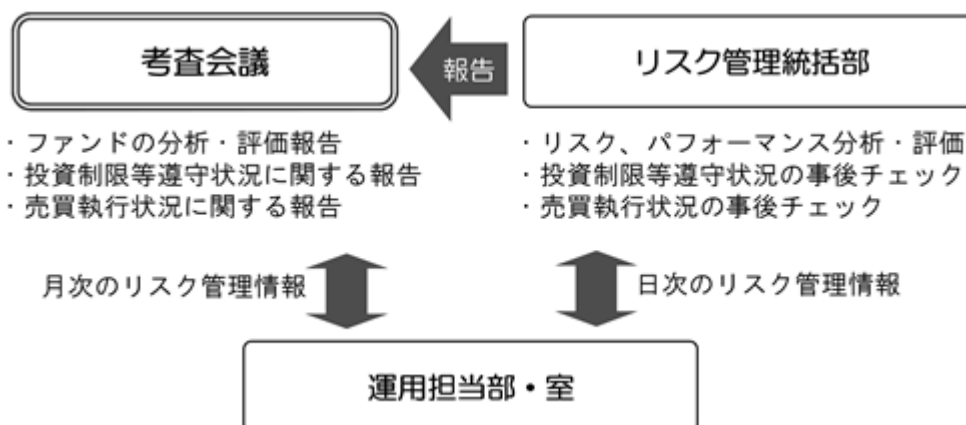 考査会議
報告
リスク管理統括部
・ファンドの分析・評価報告
・投資制限等遵守状況に関する報告
・売買執行状況に関する報告
・リスク、パフォーマンス分析・評価
・投資制限等遵守状況の事後チェック
・売買執行状況の事後チェック
月次のリスク管理情報
日次のリスク管理情報
運用担当部・室